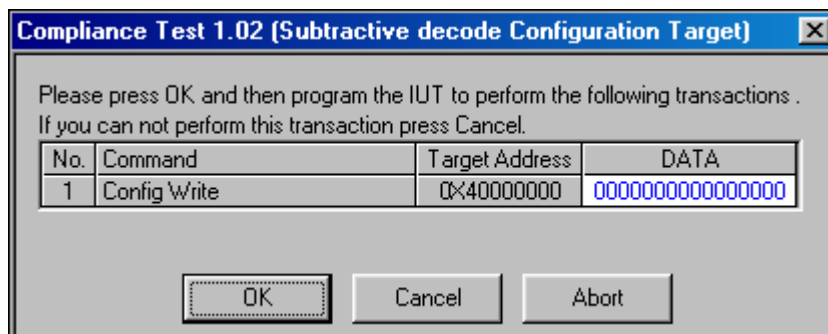 Compliance Test 1.02 (Subtractive decode Configuration Target)
Please press OK and then program the IUT to perform the following transactions .
If you can not perform this transaction press Cancel.
No. Command Target Address DATA
1 Config Write 0X40000000 0000000000000000
OK Cancel Abort